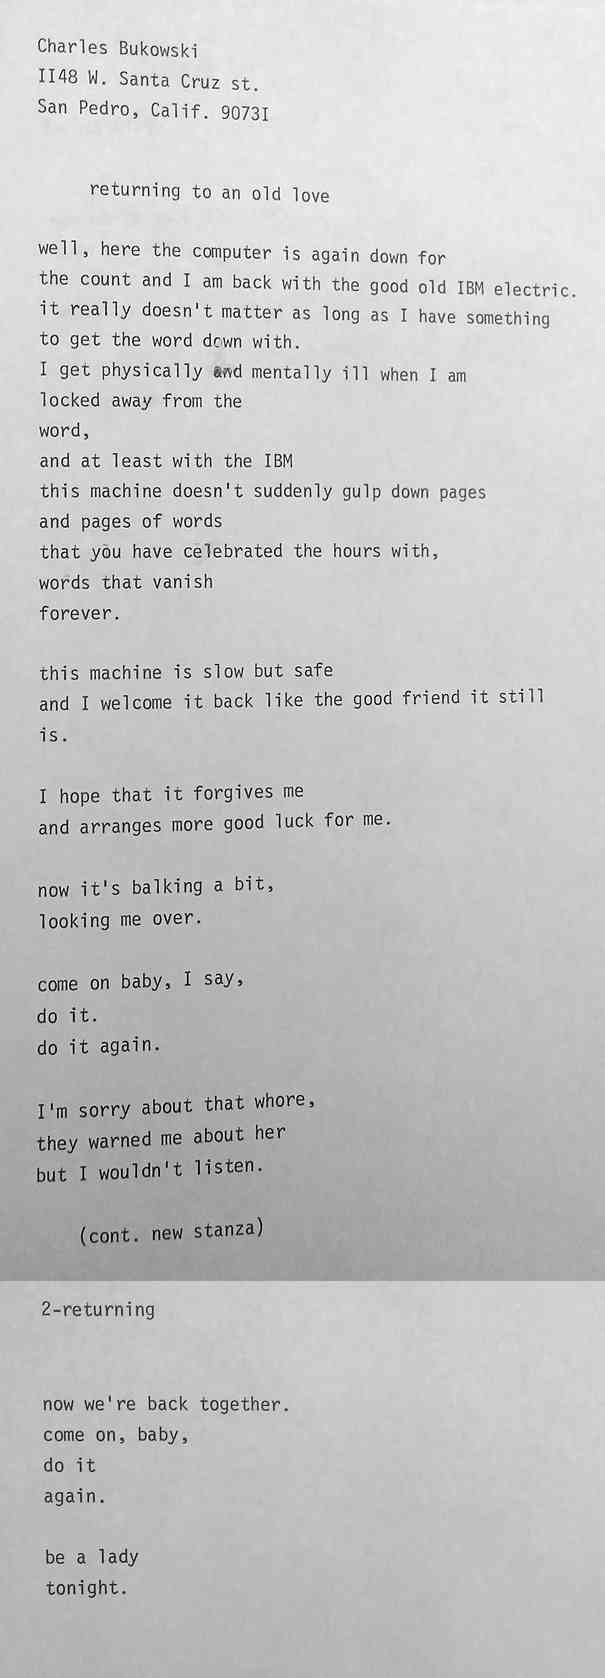 Charles Bukowski
II48 W. Santa Cruz st.
San Pedro, Calif. 9073I
returning to an old love
well, here the computer is again down for
the count and I am back with the good old IBM electric.
it really doesn't matter as long as I have something
to get the word down with.
I get physically and mentally ill when I am
locked away from the
word,
and at least with the IBM
this machine doesn't suddenly gulp down pages
and pages of words
that you have celebrated the hours with,
words that vanish
forever.
this machine is slow but safe
and I welcome it back like the good friend it still
is.
I hope that it forgives me
and arranges more good luck for me.
now it's balking a bit,
looking me over.
come on baby, I say,
do it.
do it again.
I'm sorry about that whore,
they warned me about her
but I wouldn't listen.
(cont. new stanza)
2-returning
now we're back together.
come on, baby,
do it
again.
be a lady
tonight.